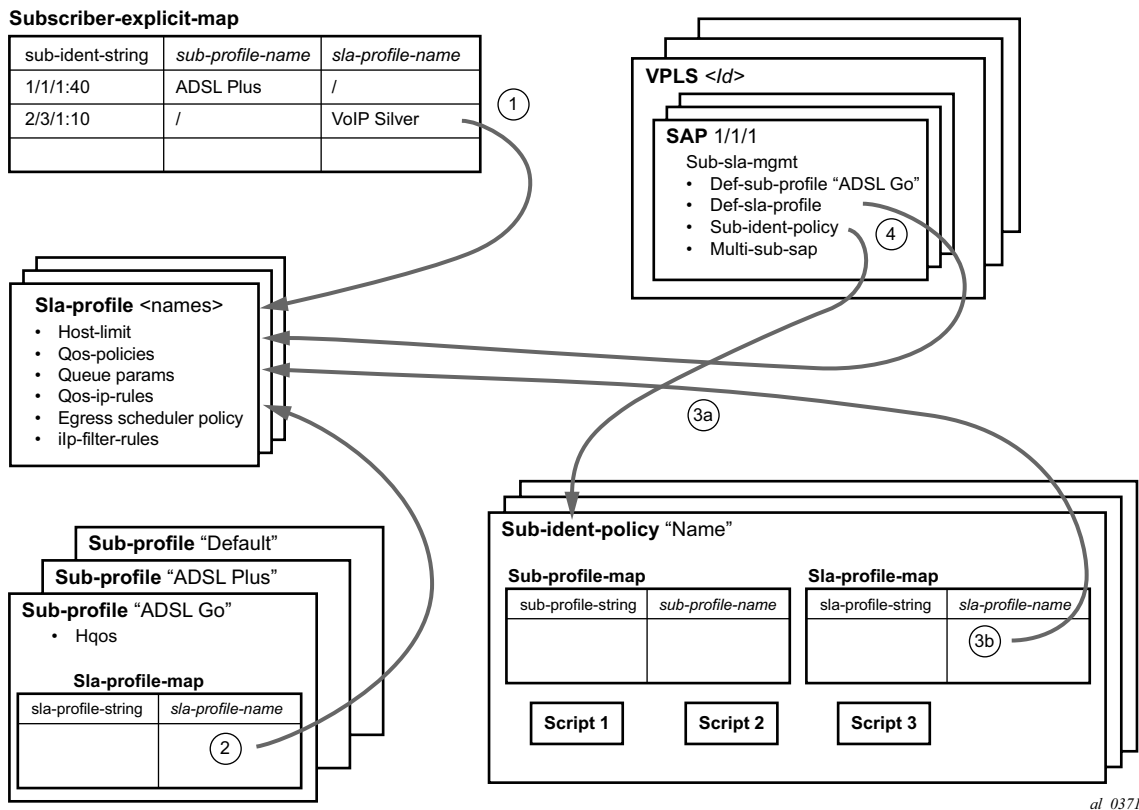 Subscriber-explicit-map
sub-ident-string sub-profile-name sla-profile-name
1/1/1:40 ADSL Plus /
2/3/1:10 / VoIP Silver
1
VPLS <Id>
SAP 1/1/1
Sub-sla-mgmt
• Def-sub-profile “ADSL Go”
• Def-sla-profile
• Sub-ident-policy
• Multi-sub-sap
4
Sla-profile <names>
• Host-limit
• Qos-policies
• Queue params
• Qos-ip-rules
• Egress scheduler policy
• iIp-filter-rules
3a
Sub-profile “Default”
Sub-profile “ADSL Plus”
Sub-profile “ADSL Go”
• Hqos
Sla-profile-map
sla-profile-string sla-profile-name
2
Sub-ident-policy “Name”
Sub-profile-map
sub-profile-string sub-profile-name
Sla-profile-map
sla-profile-string sla-profile-name
3b
Script 1 Script 2 Script 3
al_0371